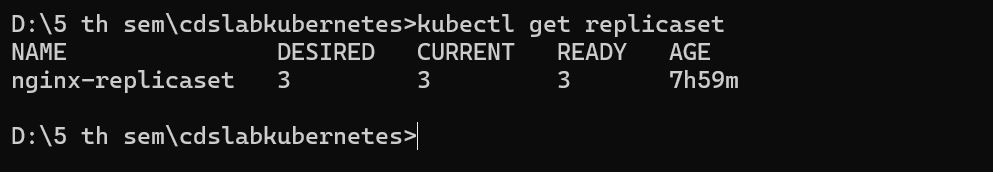 D:\5 th sem\cdslabkubernetes>kubectl get replicaset
NAME DESIRED CURRENT READY AGE
nginx-replicaset 3 3 3 7h59m
D:\5 th sem\cdslabkubernetes>